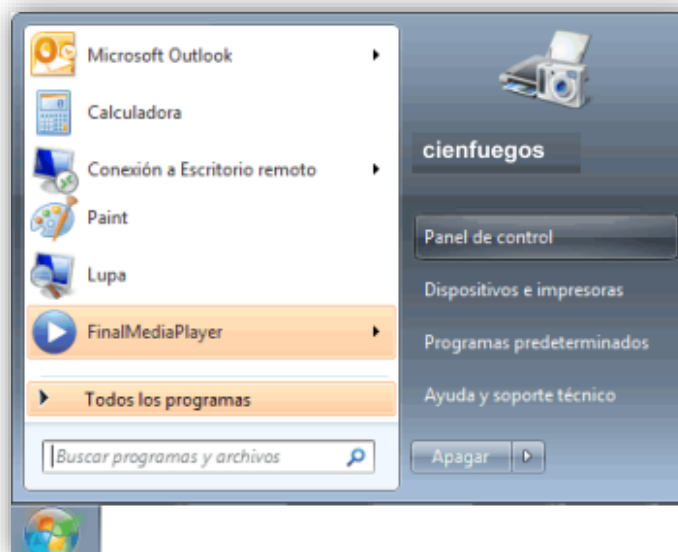 Microsoft Outlook
Calculadora
Conexión a Escritorio remoto
Paint
Lupa
FinalMediaPlayer
Todos los programas
Buscar programas y archivos
cienfuegos
Panel de control
Dispositivos e impresoras
Programas predeterminados
Ayuda y soporte técnico
Apagar